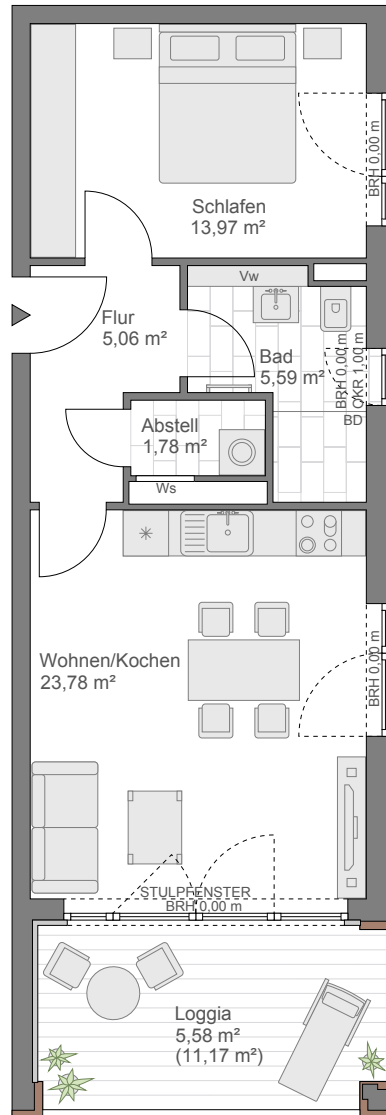 BRH 0,00 m
Schlafen
13,97 m²
Vw
Flur
5,06 m²
Bad
5,59 m²
BRH 0,00 m
OKR 1,00 m
BD
Abstell
1,78 m²
Ws
Wohnen/Kochen
23,78 m²
BRH 0,00 m
STULPFENSTER
BRH 0,00 m
Loggia
5,58 m²
(11,17 m²)